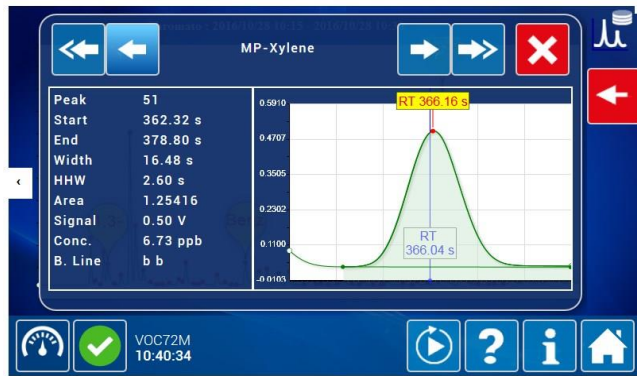 MP-Xylene
Peak 51
Start 362.32 s
End 378.80 s
Width 16.48 s
HHW 2.60 s
Area 1.25416
Signal 0.50 V
Conc. 6.73 ppb
B. Line b b
0.5910
0.4707
0.3505
0.2302
0.1100
-0.0103
RT 366.16 s
RT
366.04 s
VOC72M
10:40:34
?
i